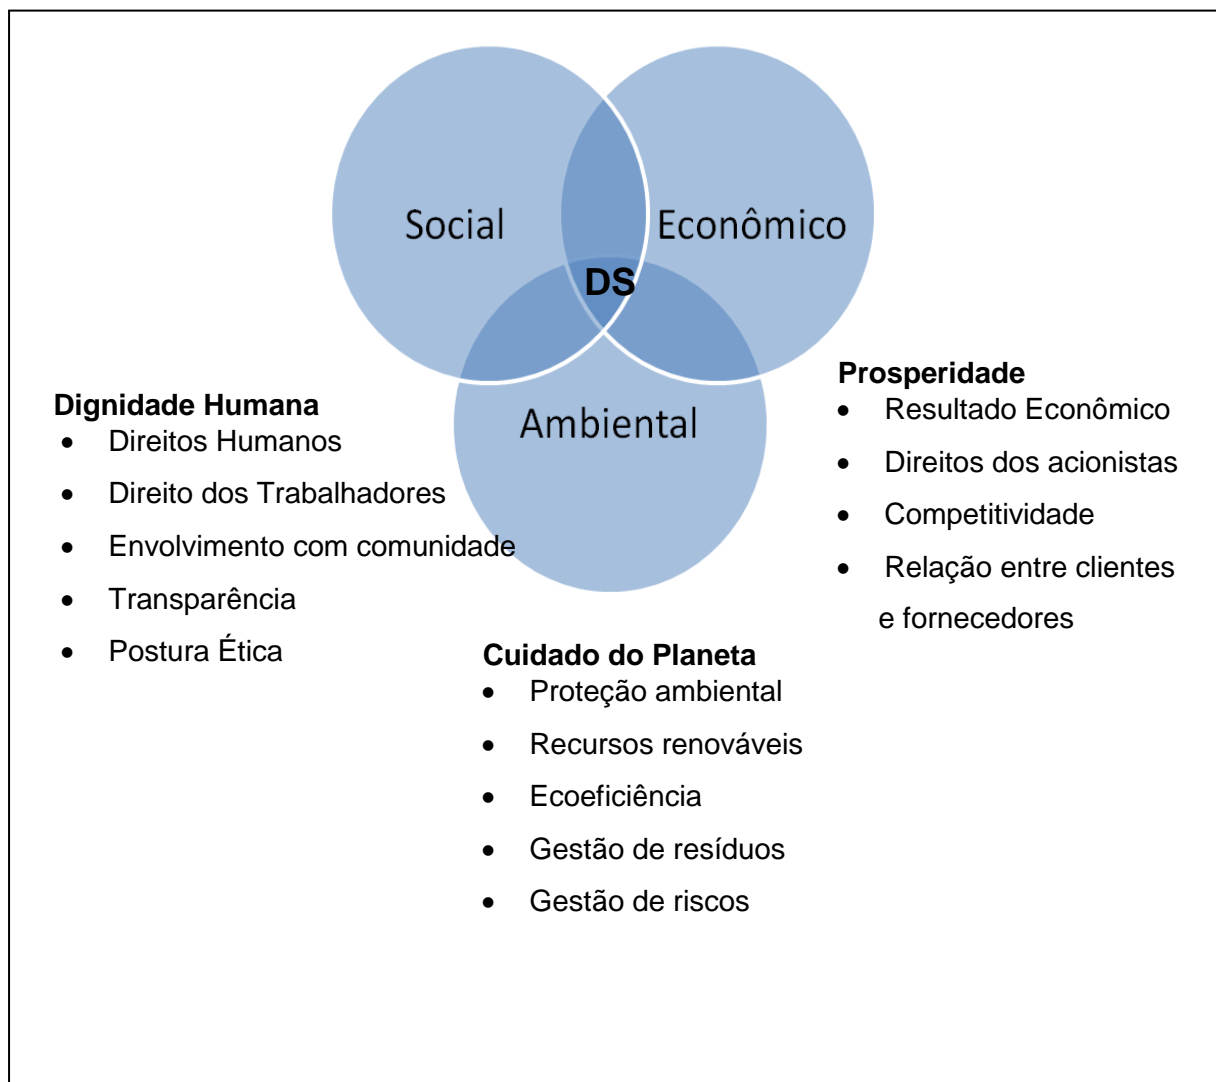 Social
Econômico
DS
Ambiental
Dignidade Humana
• Direitos Humanos
• Direito dos Trabalhadores
• Envolvimento com comunidade
• Transparência
• Postura Ética
Prosperidade
• Resultado Econômico
• Direitos dos acionistas
• Competitividade
• Relação entre clientes
e fornecedores
Cuidado do Planeta
• Proteção ambiental
• Recursos renováveis
• Ecoeficiência
• Gestão de resíduos
• Gestão de riscos